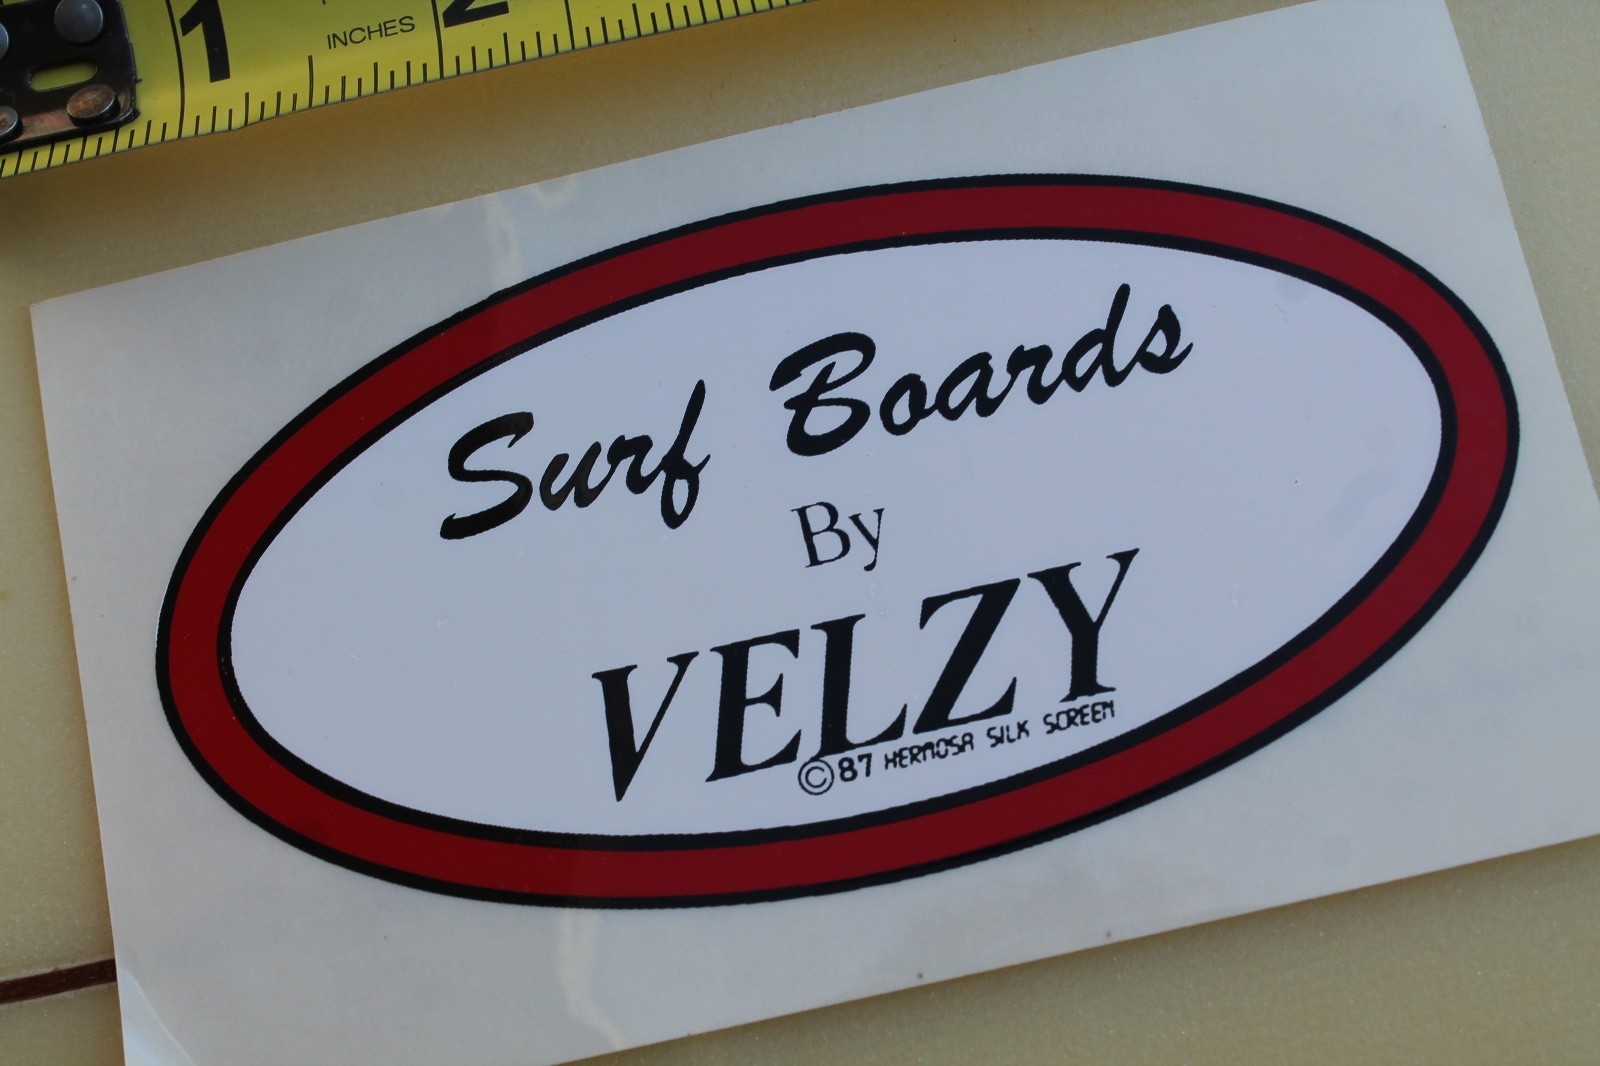 1 INCHES 2
Surf Boards
By
VELZY
©87 HERMOSA SILK SCREEN